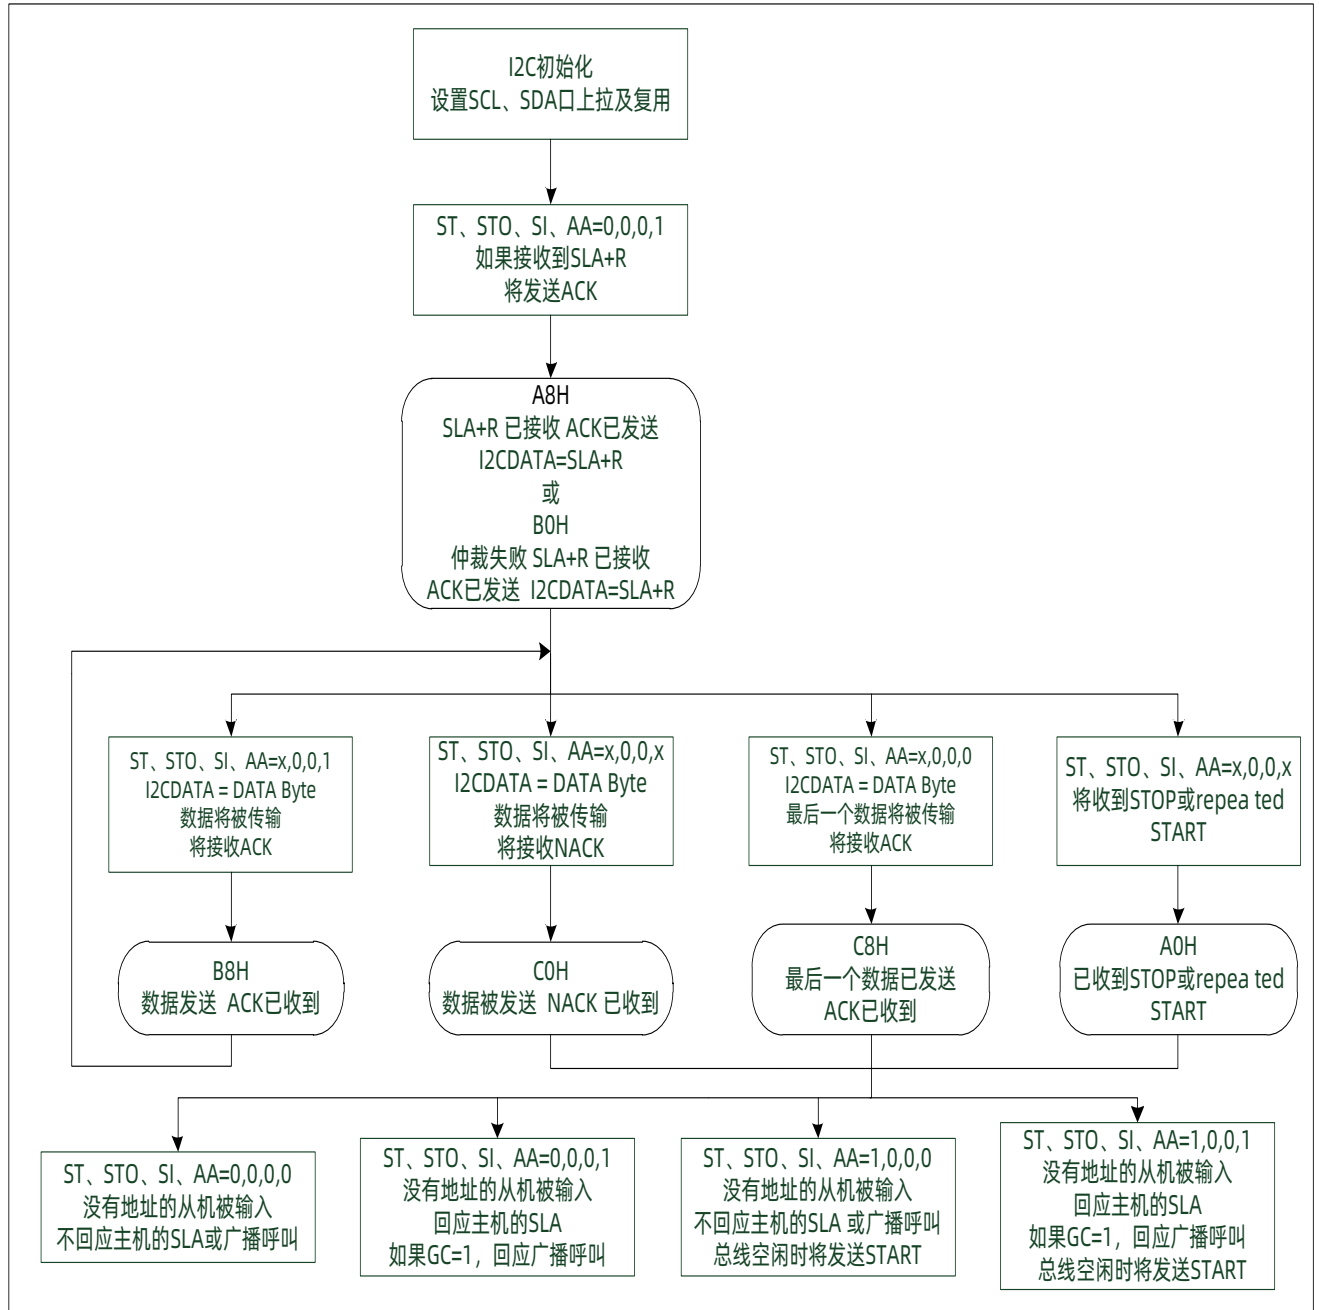 I2C初始化
设置SCL、SDA口上拉及复用
ST、STO、SI、AA=0,0,0,1
如果接收到SLA+R
将发送ACK
A8H
SLA+R 已接收 ACK已发送
I2CDATA=SLA+R
或
B0H
仲裁失败 SLA+R 已接收
ACK已发送 I2CDATA=SLA+R
ST、STO、SI、AA=x,0,0,1
I2CDATA = DATA Byte
数据将被传输
将接收ACK
ST、STO、SI、AA=x,0,0,x
I2CDATA = DATA Byte
数据将被传输
将接收NACK
ST、STO、SI、AA=x,0,0,0
I2CDATA = DATA Byte
最后一个数据将被传输
将接收ACK
ST、STO、SI、AA=x,0,0,x
将收到STOP或repea ted
START
B8H
数据发送 ACK已收到
C0H
数据被发送 NACK 已收到
C8H
最后一个数据已发送
ACK已收到
A0H
已收到STOP或repea ted
START
ST、STO、SI、AA=0,0,0,0
没有地址的从机被输入
不回应主机的SLA或广播呼叫
ST、STO、SI、AA=0,0,0,1
没有地址的从机被输入
回应主机的SLA
如果GC=1，回应广播呼叫
ST、STO、SI、AA=1,0,0,0
没有地址的从机被输入
不回应主机的SLA 或广播呼叫
总线空闲时将发送START
ST、STO、SI、AA=1,0,0,1
没有地址的从机被输入
回应主机的SLA
如果GC=1，回应广播呼叫
总线空闲时将发送START